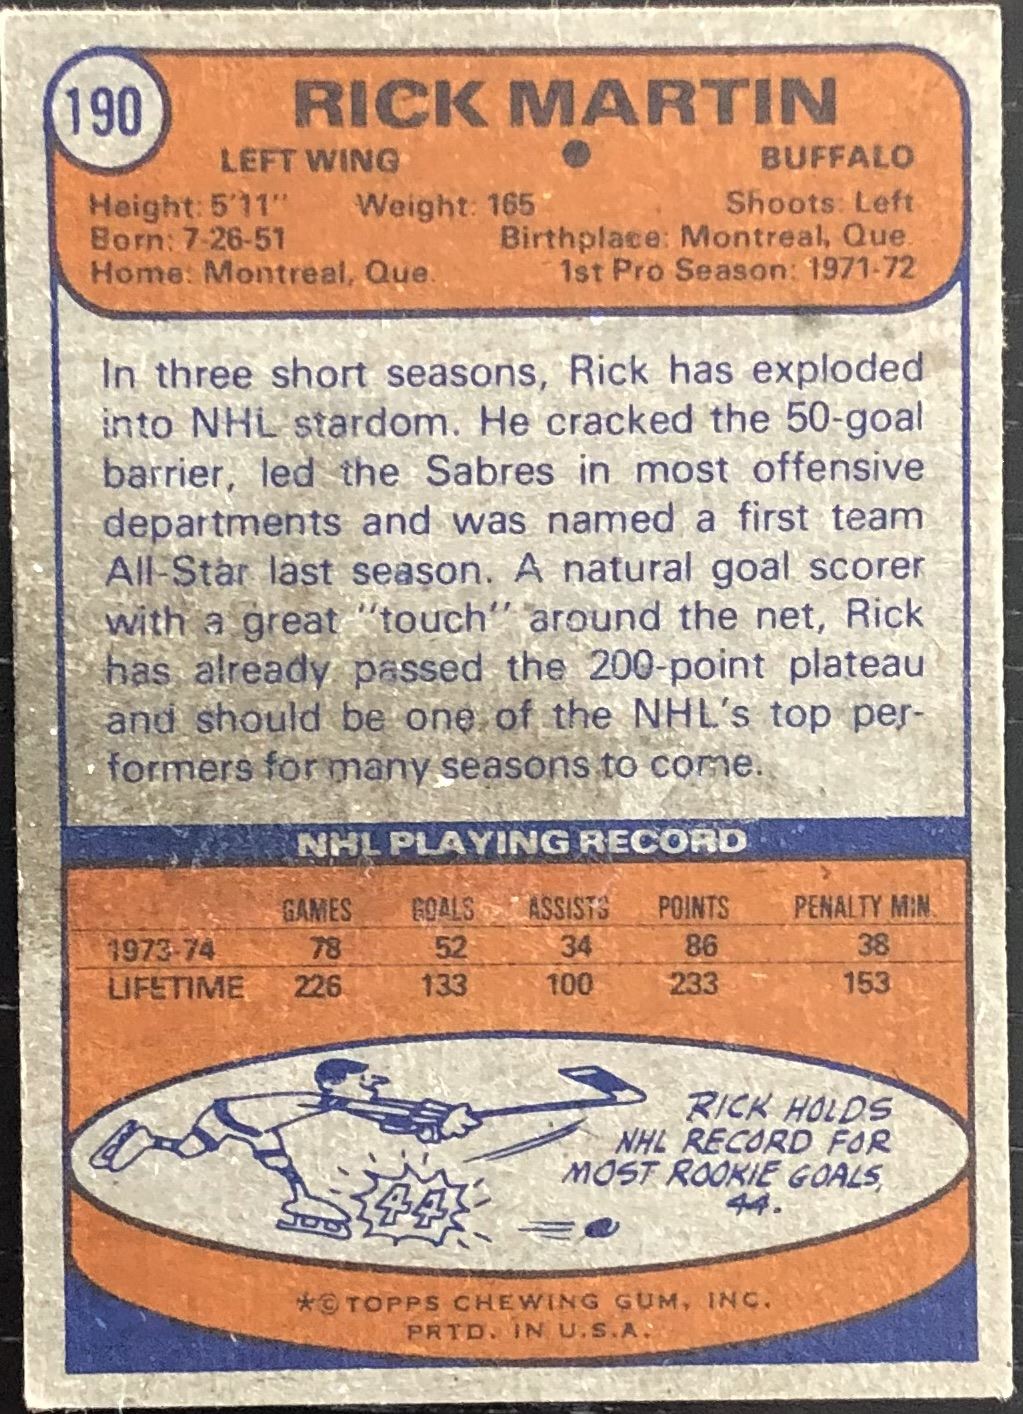 190
RICK MARTIN
LEFT WING ● BUFFALO
Height: 5'11" Weight: 165 Shoots: Left
Born: 7-26-51 Birthplace: Montreal, Que.
Home: Montreal, Que. 1st Pro Season: 1971-72
In three short seasons, Rick has exploded
into NHL stardom. He cracked the 50-goal
barrier, led the Sabres in most offensive
departments and was named a first team
All-Star last season. A natural goal scorer
with a great "touch" around the net, Rick
has already passed the 200-point plateau
and should be one of the NHL's top per-
formers for many seasons to come.
NHL PLAYING RECORD
GAMES GOALS ASSISTS POINTS PENALTY MIN.
1973-74 78 52 34 86 38
LIFETIME 226 133 100 233 153
RICK HOLDS
NHL RECORD FOR
MOST ROOKIE GOALS,
44.
44
*© TOPPS CHEWING GUM, INC.
PRTD. IN U.S.A.